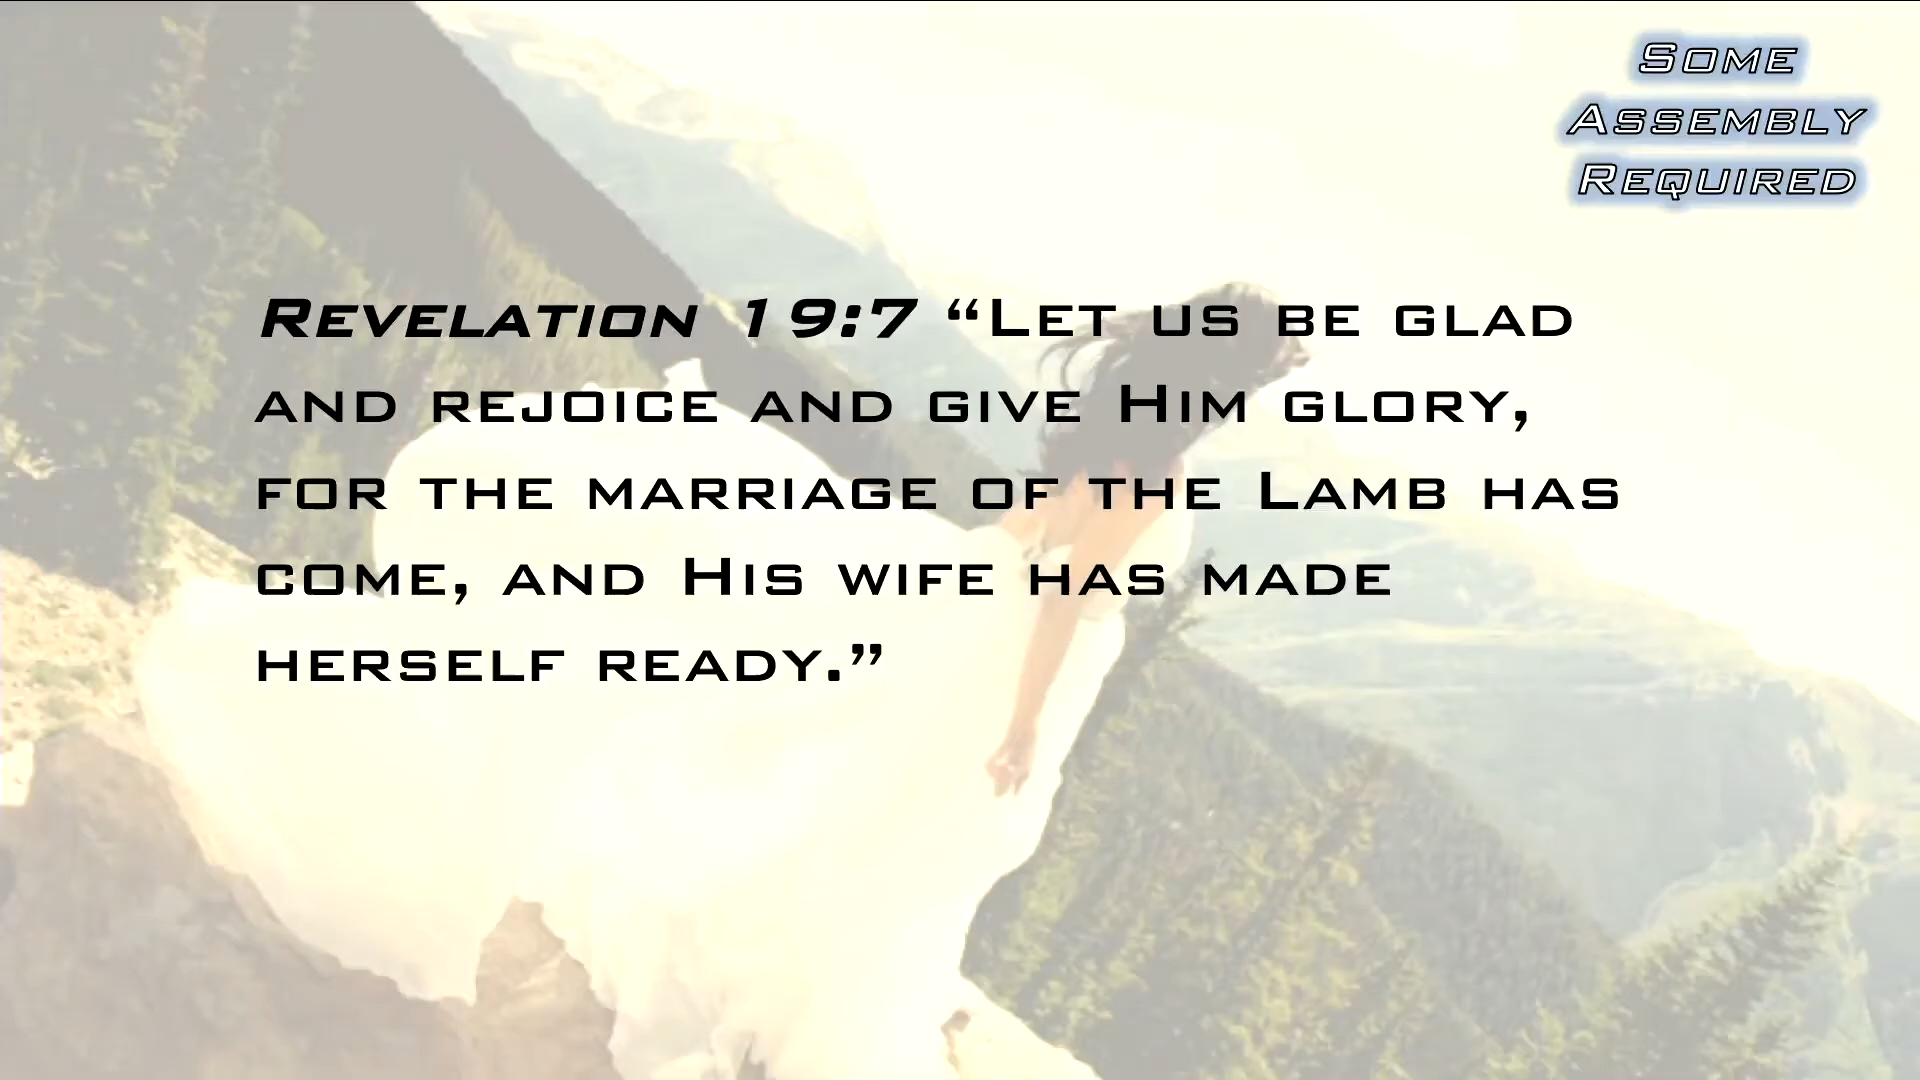 Some
Assembly
Required
Revelation 19:7 “Let us be glad
and rejoice and give Him glory,
for the marriage of the Lamb has
come, and His wife has made
herself ready.”